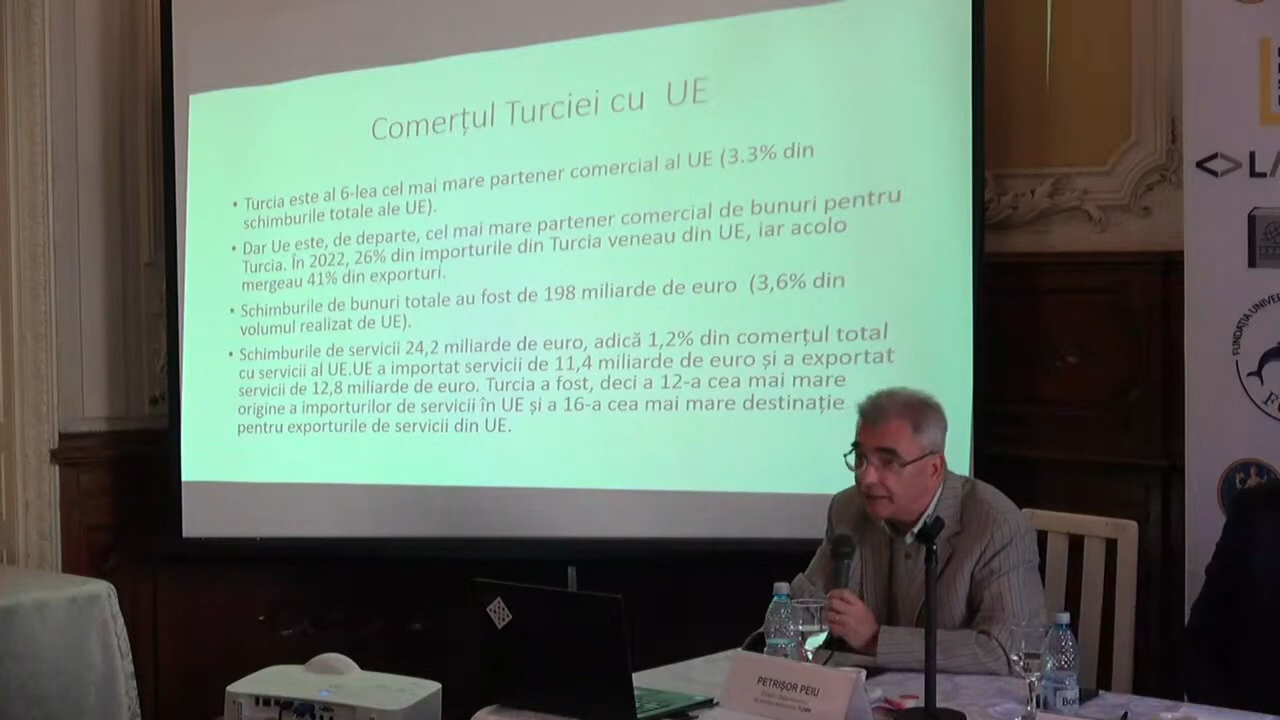 Comerțul Turciei cu UE
• Turcia este al 6-lea cel mai mare partener comercial al UE (3.3% din
schimburile totale ale UE).
• Dar Ue este, de departe, cel mai mare partener comercial de bunuri pentru
Turcia. În 2022, 26% din importurile din Turcia veneau din UE, iar acolo
mergeau 41% din exporturi.
• Schimburile de bunuri totale au fost de 198 miliarde de euro (3,6% din
volumul realizat de UE).
• Schimburile de servicii 24,2 miliarde de euro, adică 1,2% din comerțul total
cu servicii al UE.UE a importat servicii de 11,4 miliarde de euro și a exportat
servicii de 12,8 miliarde de euro. Turcia a fost, deci a 12-a cea mai mare
origine a importurilor de servicii în UE și a 16-a cea mai mare destinație
pentru exporturile de servicii din UE.
PETRIȘOR PEIU
FUNDAȚIA UNIVER